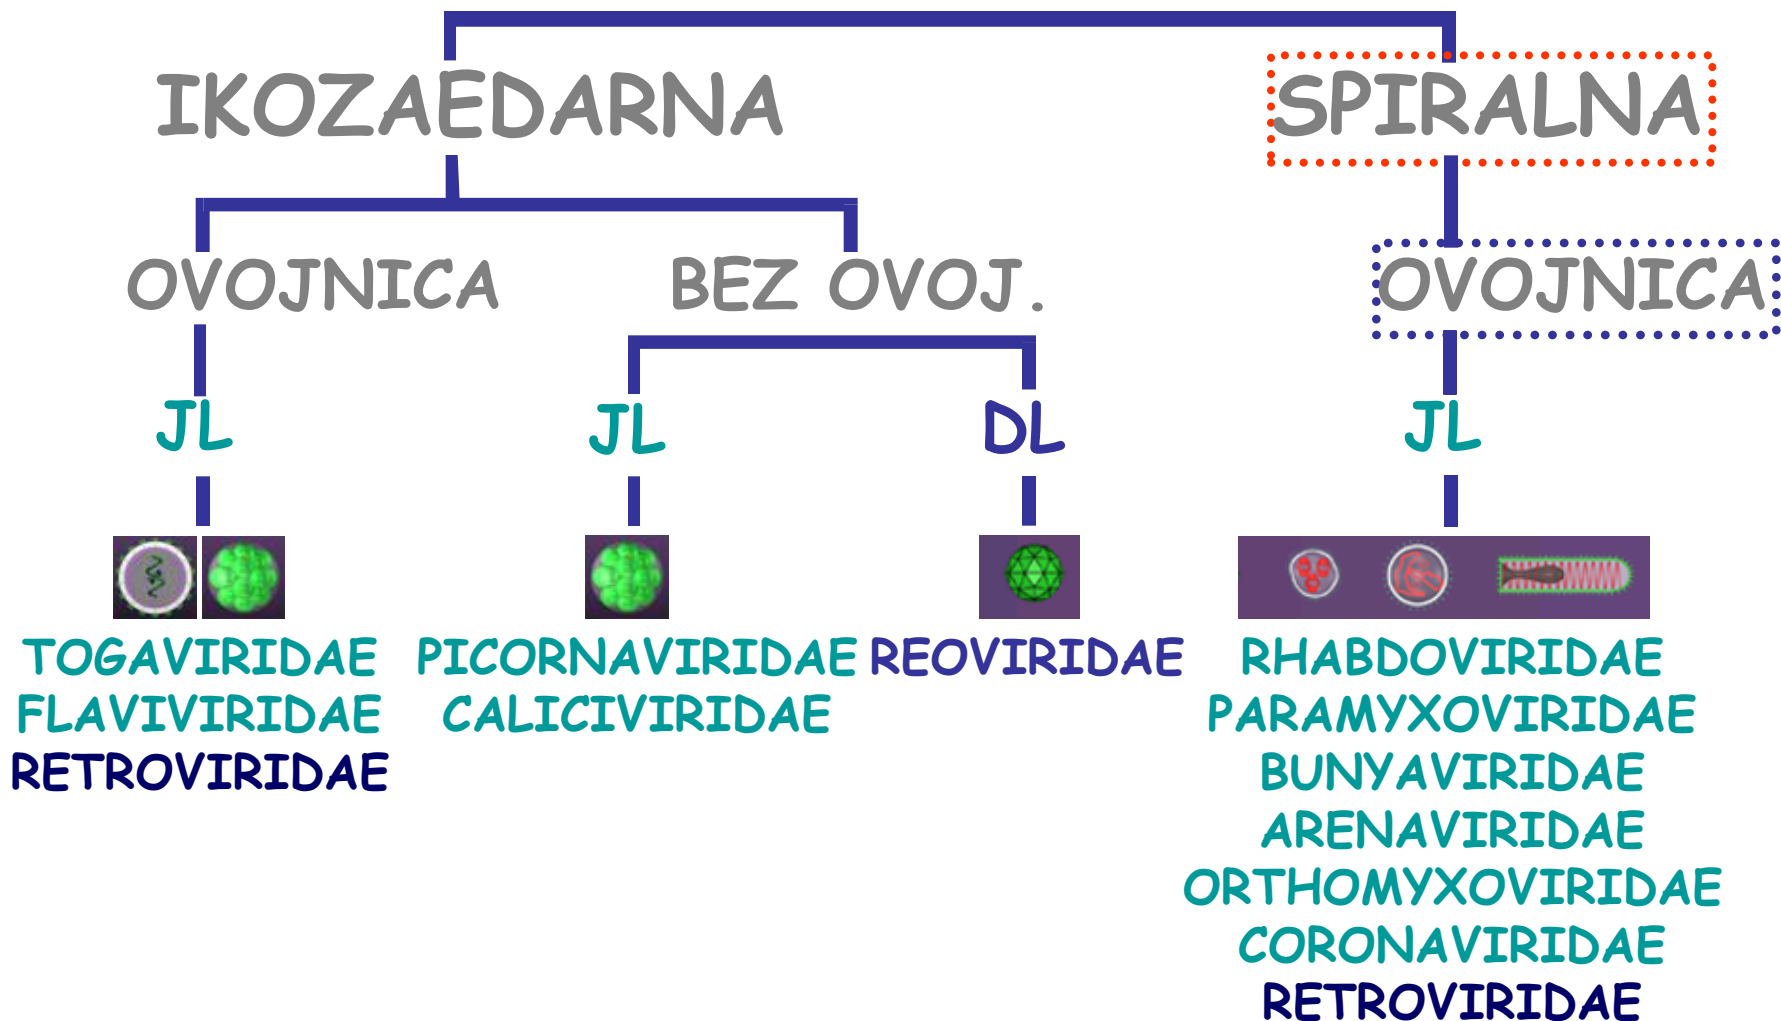 IKOZAEDARNA
SPIRALNA
OVOJNICA
BEZ OVOJ.
OVOJNICA
JL
JL
DL
JL
TOGAVIRIDAE
FLAVIVIRIDAE
RETROVIRIDAE
PICORNAVIRIDAE
CALICIVIRIDAE
REOVIRIDAE
RHABDOVIRIDAE
PARAMYXOVIRIDAE
BUNYAVIRIDAE
ARENAVIRIDAE
ORTHOMYXOVIRIDAE
CORONAVIRIDAE
RETROVIRIDAE